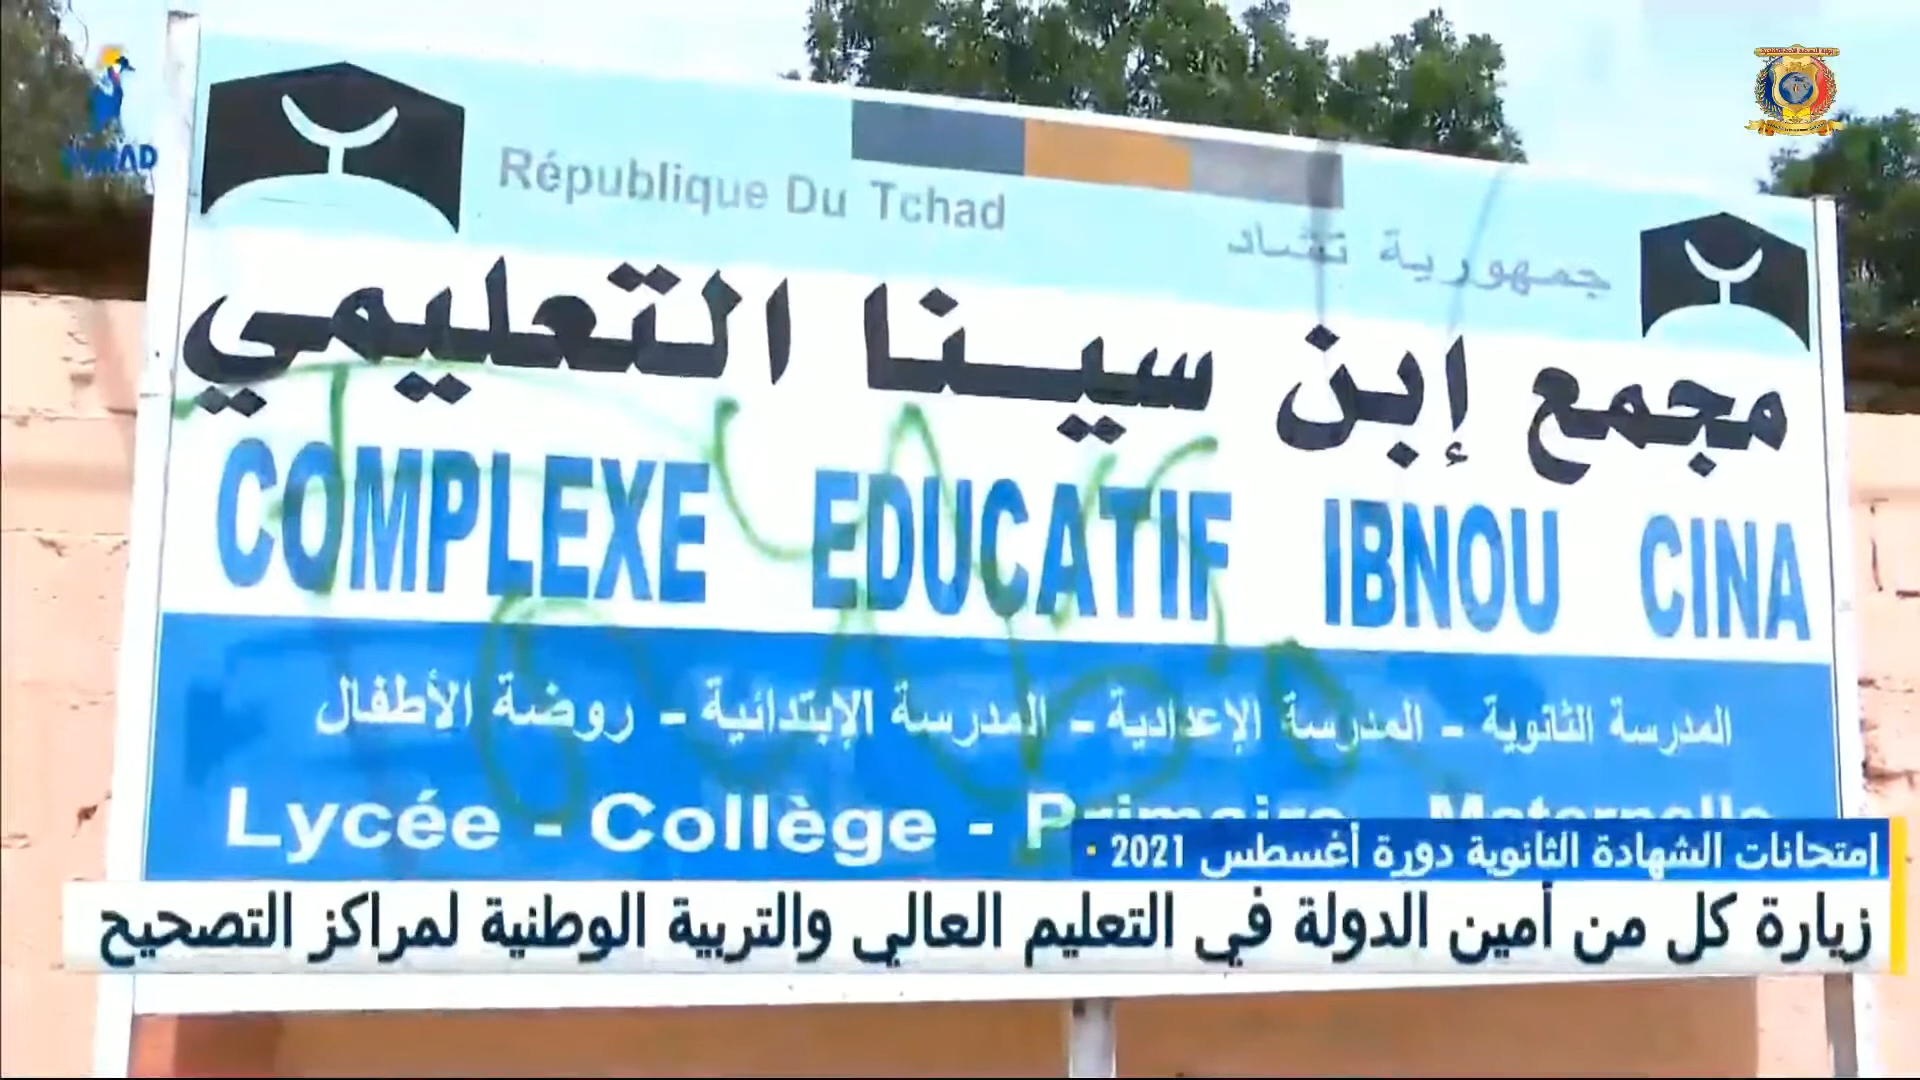 République Du Tchad
جمهورية تشاد
مجمع إبن سينا التعليمي
COMPLEXE EDUCATIF IBNOU CINA
المدرسة الثانوية - المدرسة الإعدادية - المدرسة الإبتدائية - روضة الأطفال
Lycée - Collège - Primaire - Maternelle
إمتحانات الشهادة الثانوية دورة أغسطس 2021
زيارة كل من أمين الدولة في التعليم العالي والتربية الوطنية لمراكز التصحيح